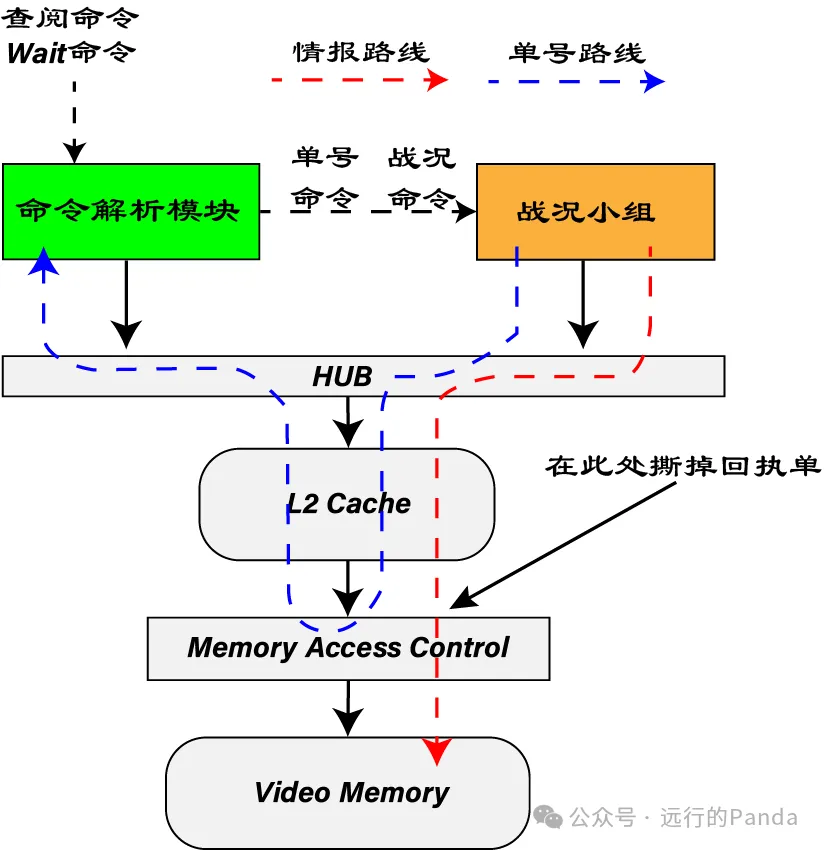 查阅命令
Wait命令
情报路线
单号路线
命令解析模块
单号 战况
命令 命令
战况小组
HUB
L2 Cache
在此处撕掉回执单
Memory Access Control
Video Memory
公众号 · 远行的Panda